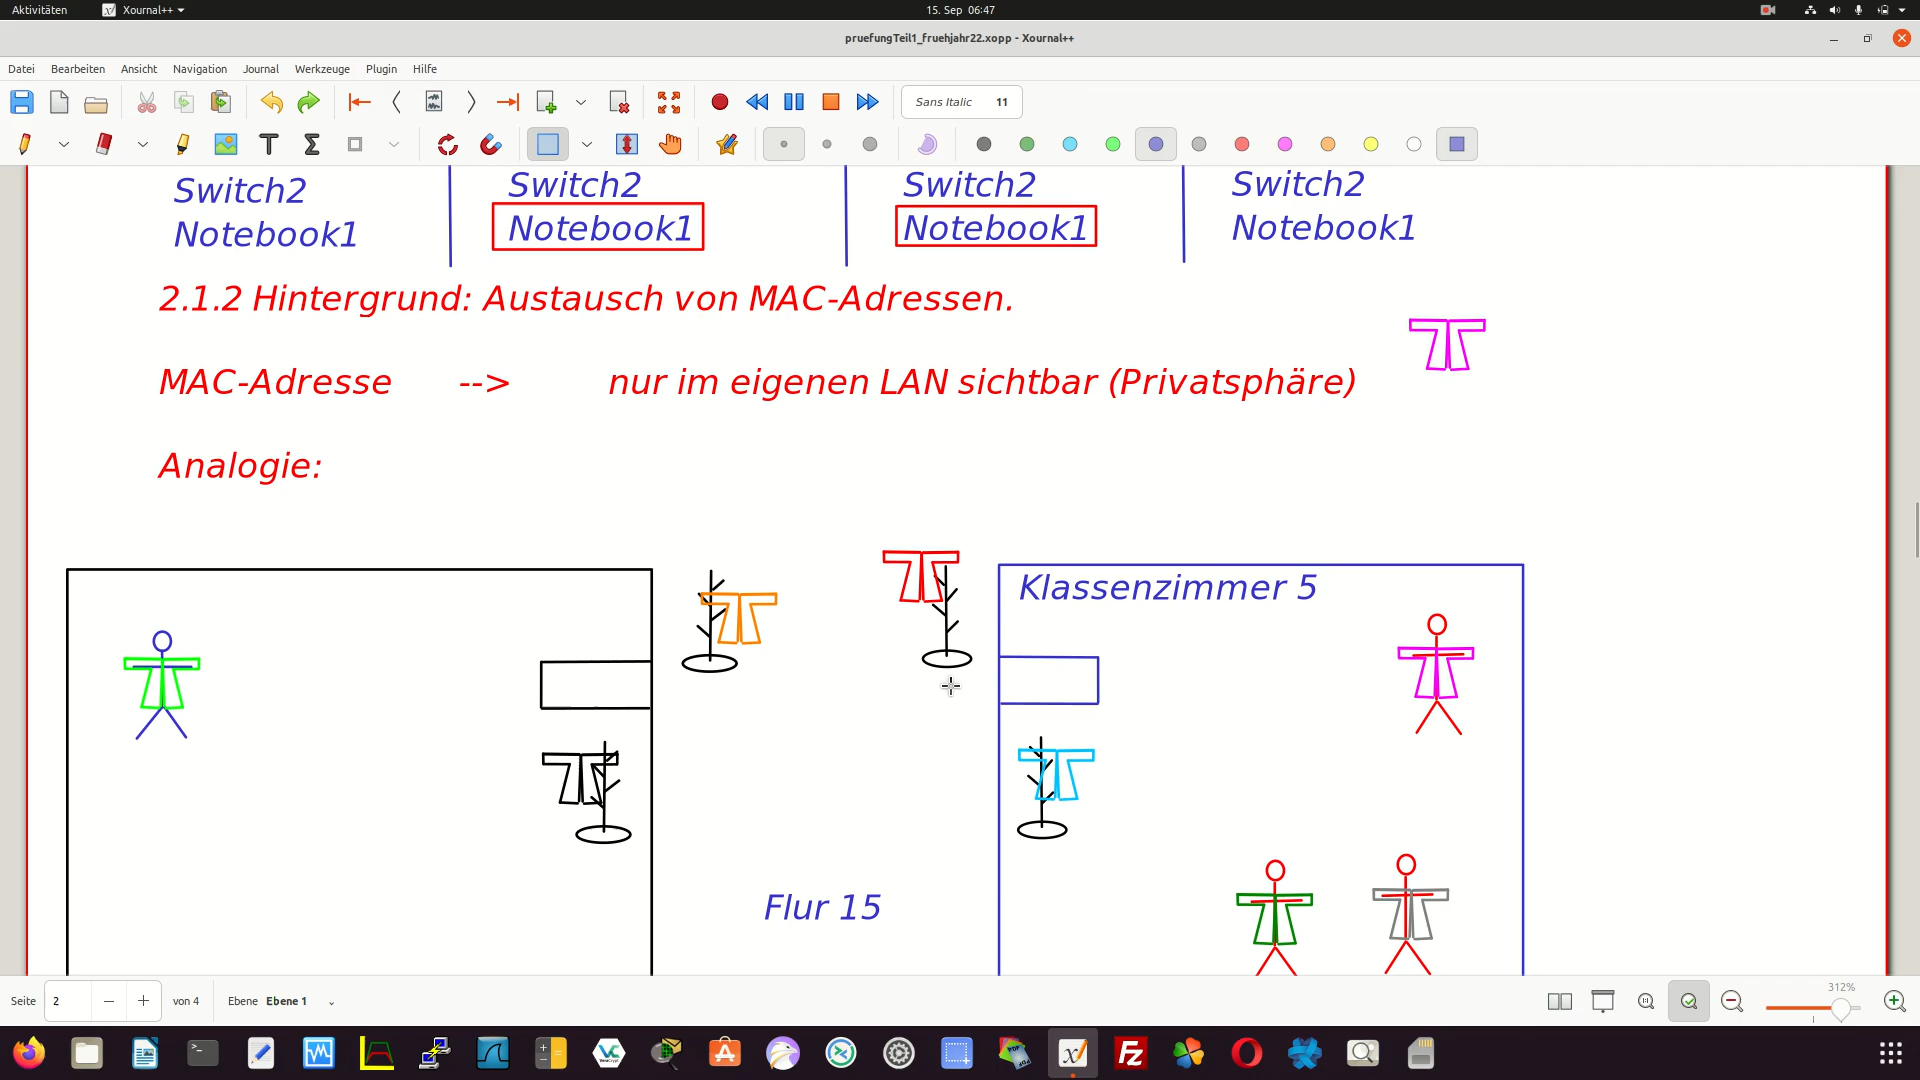 Aktivitäten Xournal++ 15. Sep 06:47
pruefungTeil1_fruehjahr22.xopp - Xournal++
Datei Bearbeiten Ansicht Navigation Journal Werkzeuge Plugin Hilfe
Sans Italic 11
Switch2 Switch2 Switch2 Switch2
Notebook1 Notebook1 Notebook1 Notebook1
2.1.2 Hintergrund: Austausch von MAC-Adressen.
MAC-Adresse --> nur im eigenen LAN sichtbar (Privatsphäre)
Analogie:
Klassenzimmer 5
Flur 15
Seite 2 von 4 Ebene Ebene 1 312%